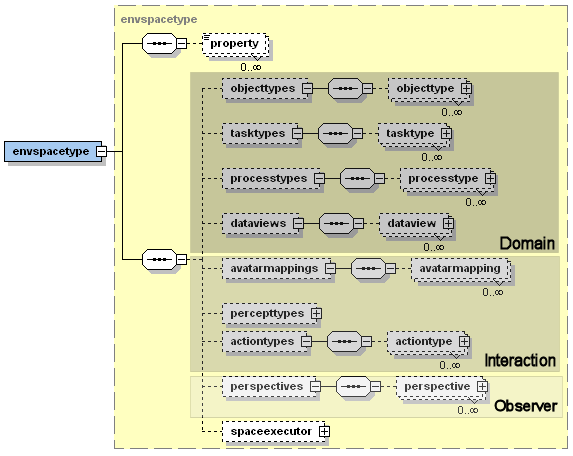 envspacetype
property
0..∞
objecttypes objecttype
0..∞
tasktypes tasktype
0..∞
envspacetype
processtypes processtype
0..∞
dataviews dataview
0..∞
Domain
avatarmappings avatarmapping
0..∞
percepttypes
actiontypes actiontype
0..∞
Interaction
perspectives perspective
0..∞
Observer
spaceexecutor